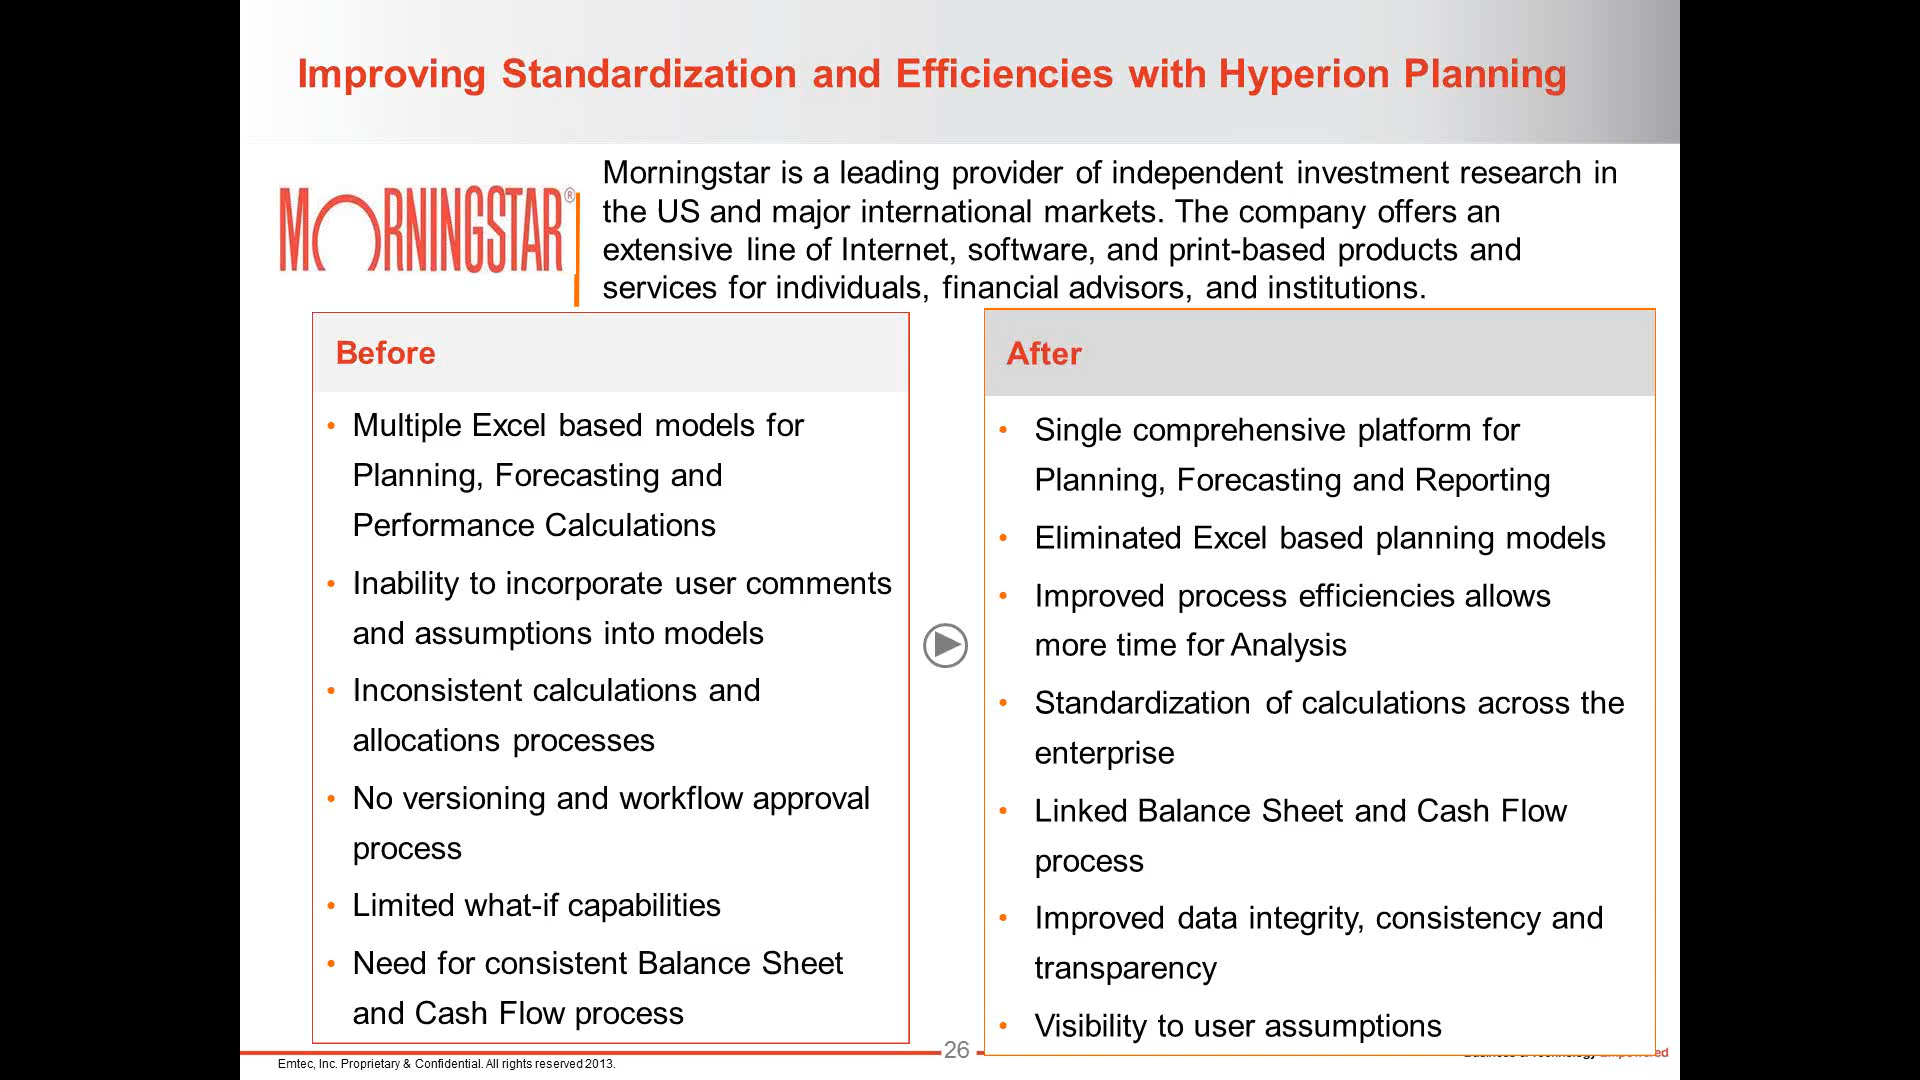 Improving Standardization and Efficiencies with Hyperion Planning
MORNINGSTAR®
Morningstar is a leading provider of independent investment research in
the US and major international markets. The company offers an
extensive line of Internet, software, and print-based products and
services for individuals, financial advisors, and institutions.
Before
• Multiple Excel based models for
Planning, Forecasting and
Performance Calculations
• Inability to incorporate user comments
and assumptions into models
• Inconsistent calculations and
allocations processes
• No versioning and workflow approval
process
• Limited what-if capabilities
• Need for consistent Balance Sheet
and Cash Flow process
After
• Single comprehensive platform for
Planning, Forecasting and Reporting
• Eliminated Excel based planning models
• Improved process efficiencies allows
more time for Analysis
• Standardization of calculations across the
enterprise
• Linked Balance Sheet and Cash Flow
process
• Improved data integrity, consistency and
transparency
• Visibility to user assumptions
26
Emtec, Inc. Proprietary & Confidential. All rights reserved 2013.